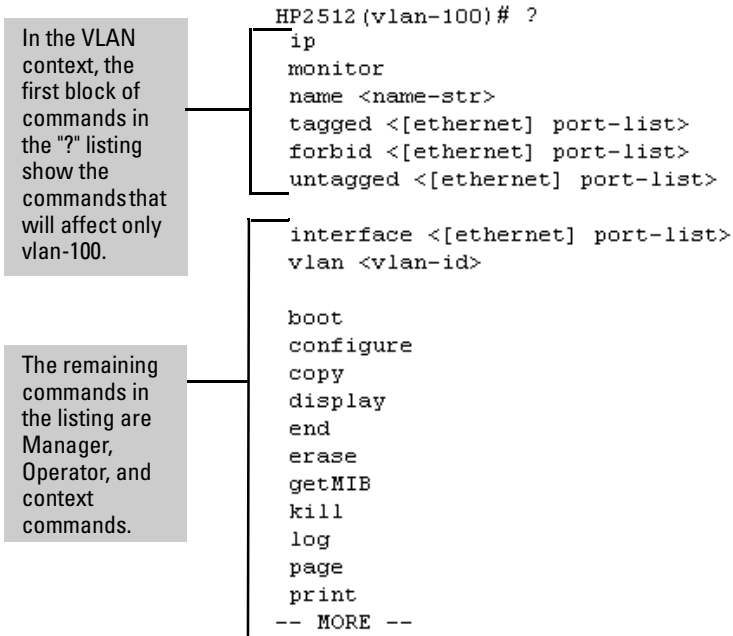 HP2512(vlan-100)# ?
In the VLAN
context, the
first block of
commands in
the "?" listing
show the
commands that
will affect only
vlan-100.
ip
monitor
name <name-str>
tagged <[ethernet] port-list>
forbid <[ethernet] port-list>
untagged <[ethernet] port-list>
interface <[ethernet] port-list>
vlan <vlan-id>
The remaining
commands in
the listing are
Manager,
Operator, and
context
commands.
boot
configure
copy
display
end
erase
getMIB
kill
log
page
print
-- MORE --